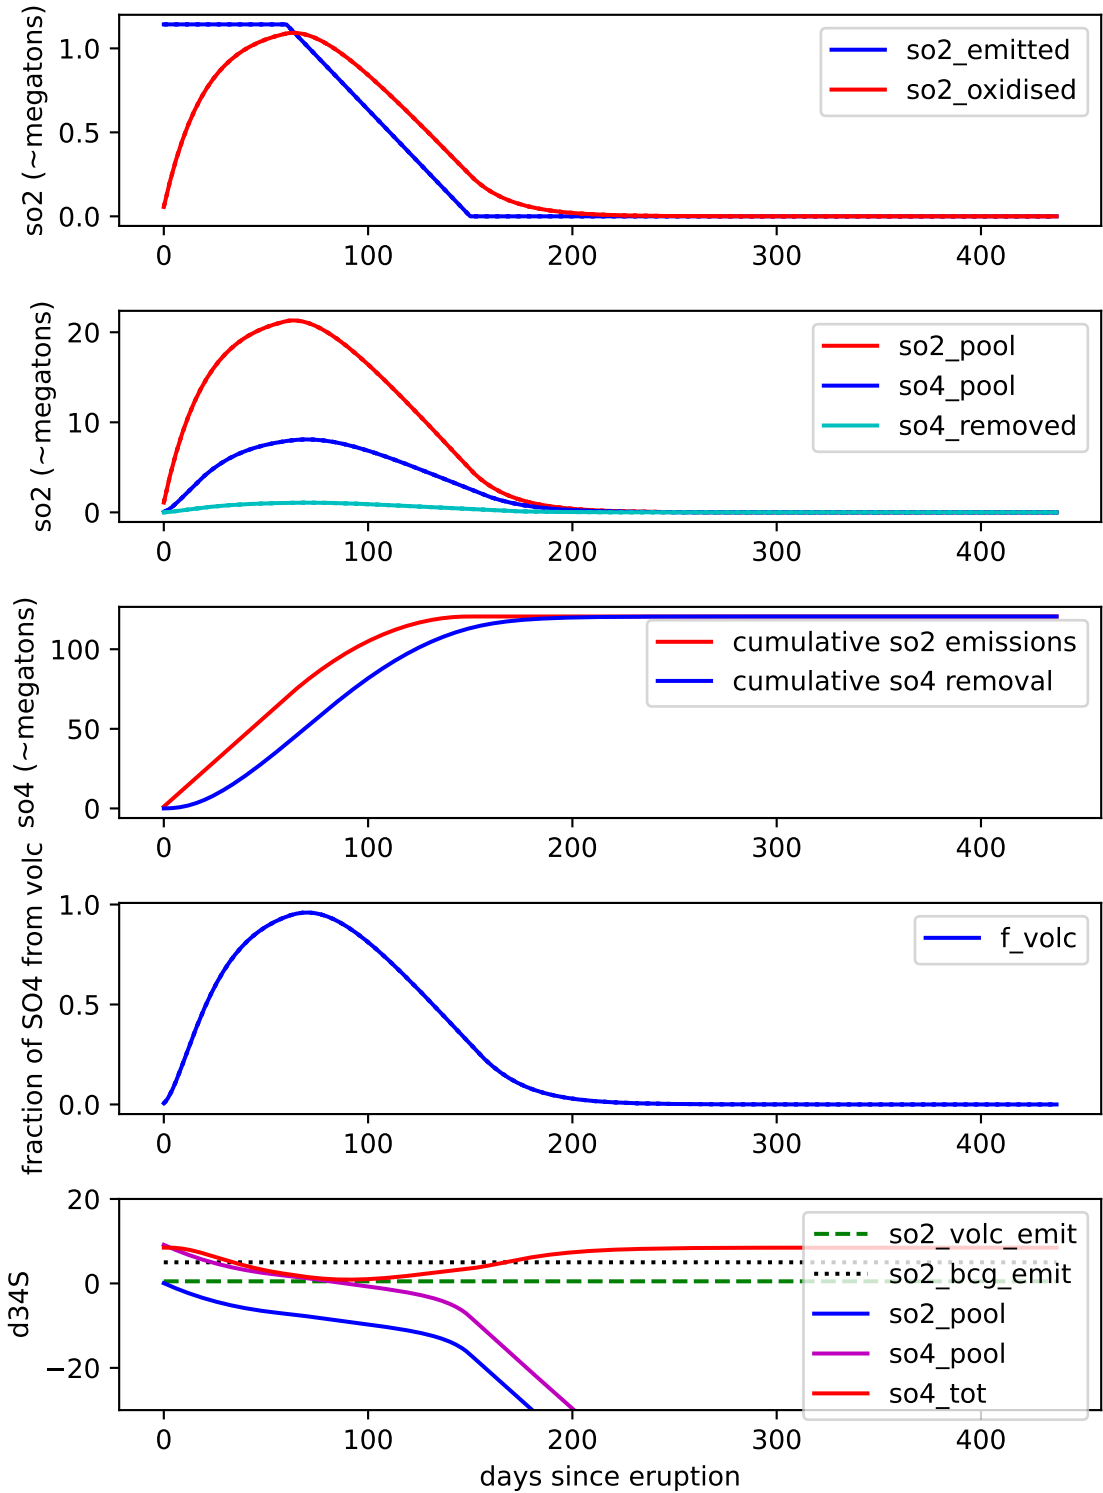 so2 (~megatons)
1.0
0.5
0.0
so2_emitted
so2_oxidised
0 100 200 300 400
so2 (~megatons)
20
10
0
so2_pool
so4_pool
so4_removed
0 100 200 300 400
so4 (~megatons)
100
50
0
cumulative so2 emissions
cumulative so4 removal
0 100 200 300 400
fraction of SO4 from volc
1.0
0.5
0.0
f_volc
0 100 200 300 400
d34S
20
0
−20
so2_volc_emit
so2_bcg_emit
so2_pool
so4_pool
so4_tot
0 100 200 300 400
days since eruption